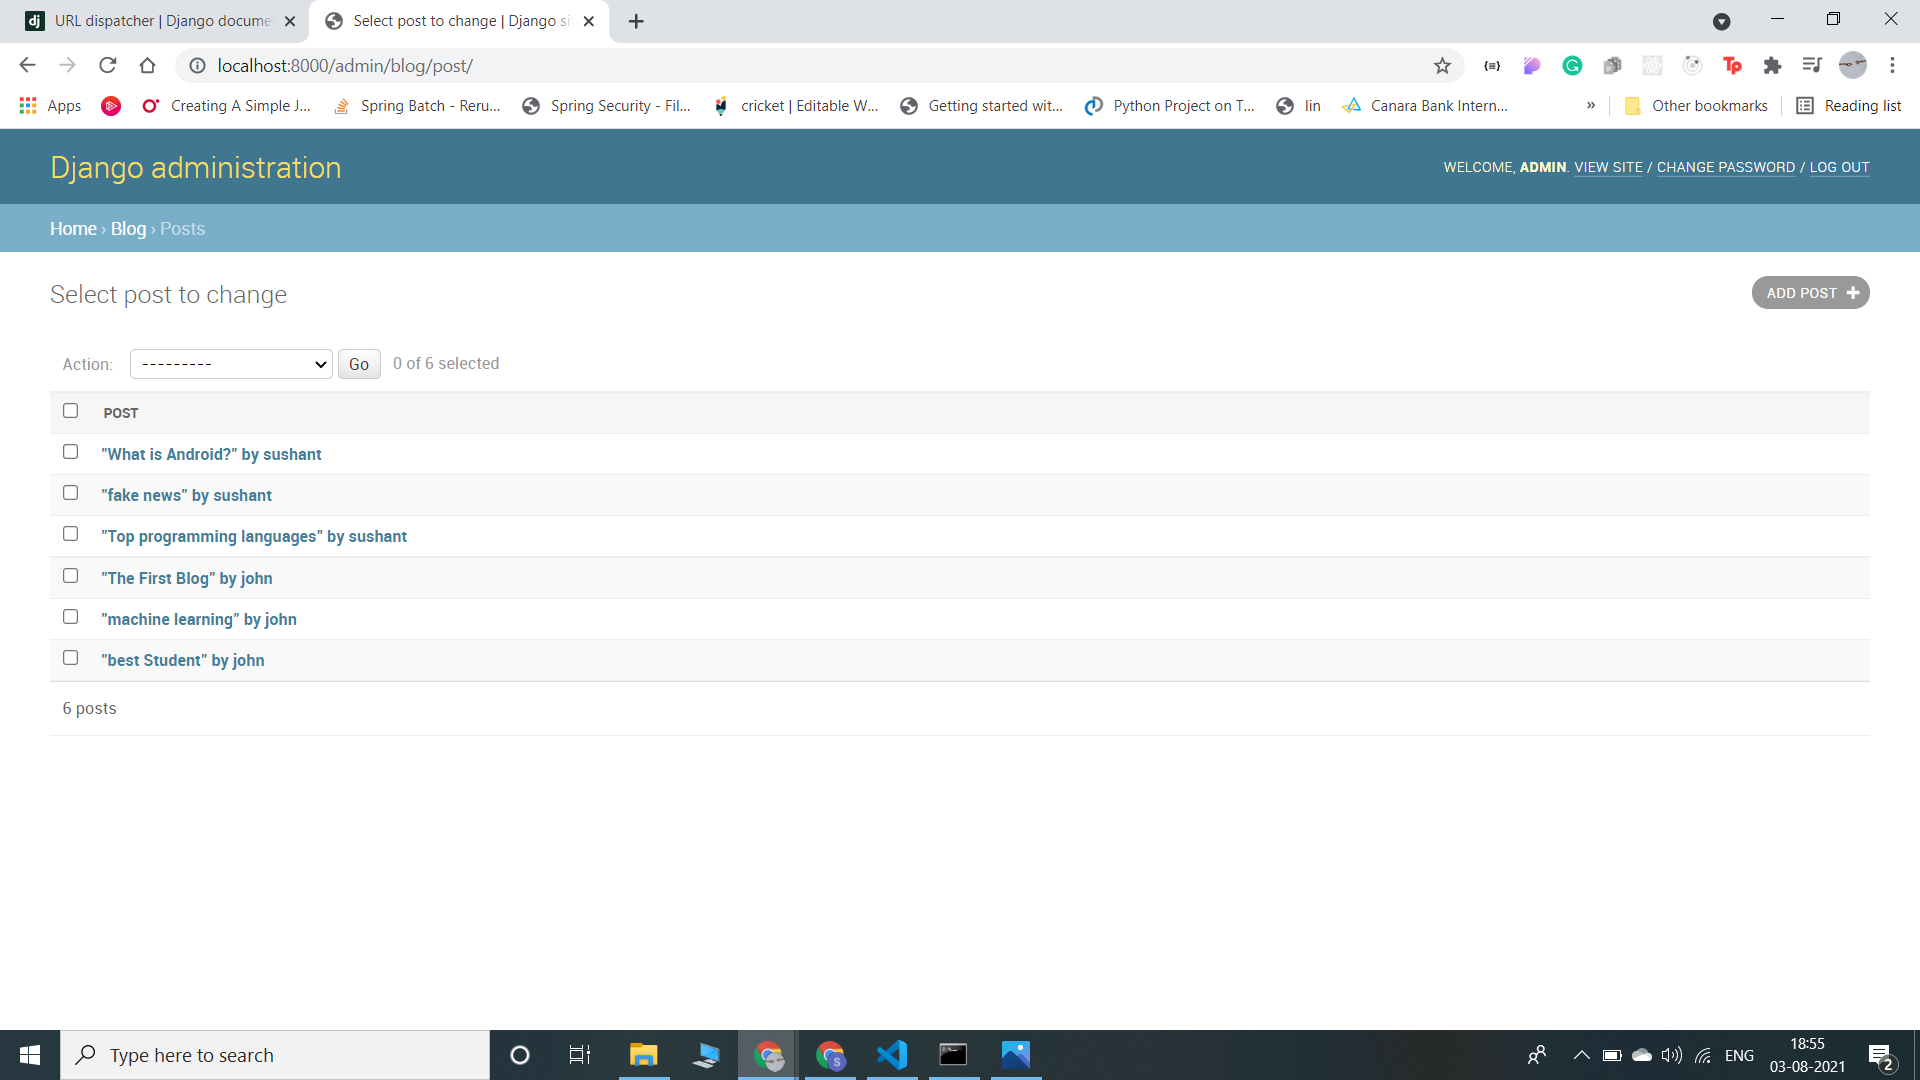 URL dispatcher | Django docume
Select post to change | Django si
localhost:8000/admin/blog/post/
Apps
Creating A Simple J...
Spring Batch - Reru...
Spring Security - Fil...
cricket | Editable W...
Getting started wit...
Python Project on T...
lin
Canara Bank Intern...
»
Other bookmarks
Reading list
Django administration
WELCOME, ADMIN. VIEW SITE / CHANGE PASSWORD / LOG OUT
Home › Blog › Posts
Select post to change
ADD POST +
Action: --------- Go 0 of 6 selected
POST
"What is Android?" by sushant
"fake news" by sushant
"Top programming languages" by sushant
"The First Blog" by john
"machine learning" by john
"best Student" by john
6 posts
Type here to search
ENG
18:55
03-08-2021
2